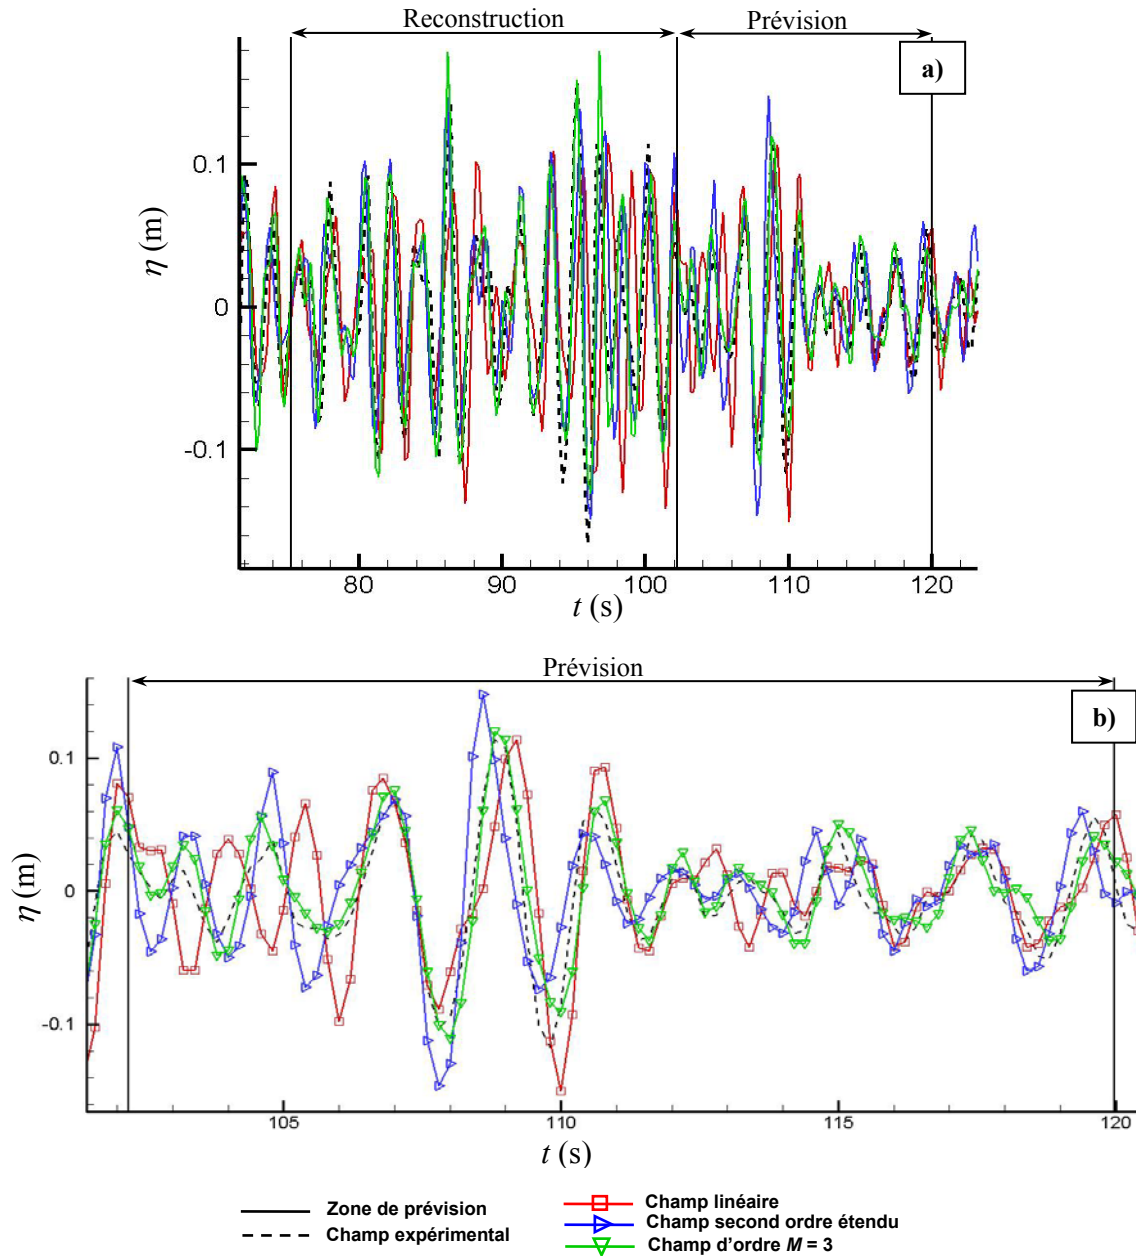 Reconstruction
Prévision
a)
η (m)
0.1
0
-0.1
80
90
100
110
120
t (s)
Prévision
b)
η (m)
0.1
0
-0.1
105
110
115
120
t (s)
Zone de prévision
Champ expérimental
Champ linéaire
Champ second ordre étendu
Champ d'ordre M = 3